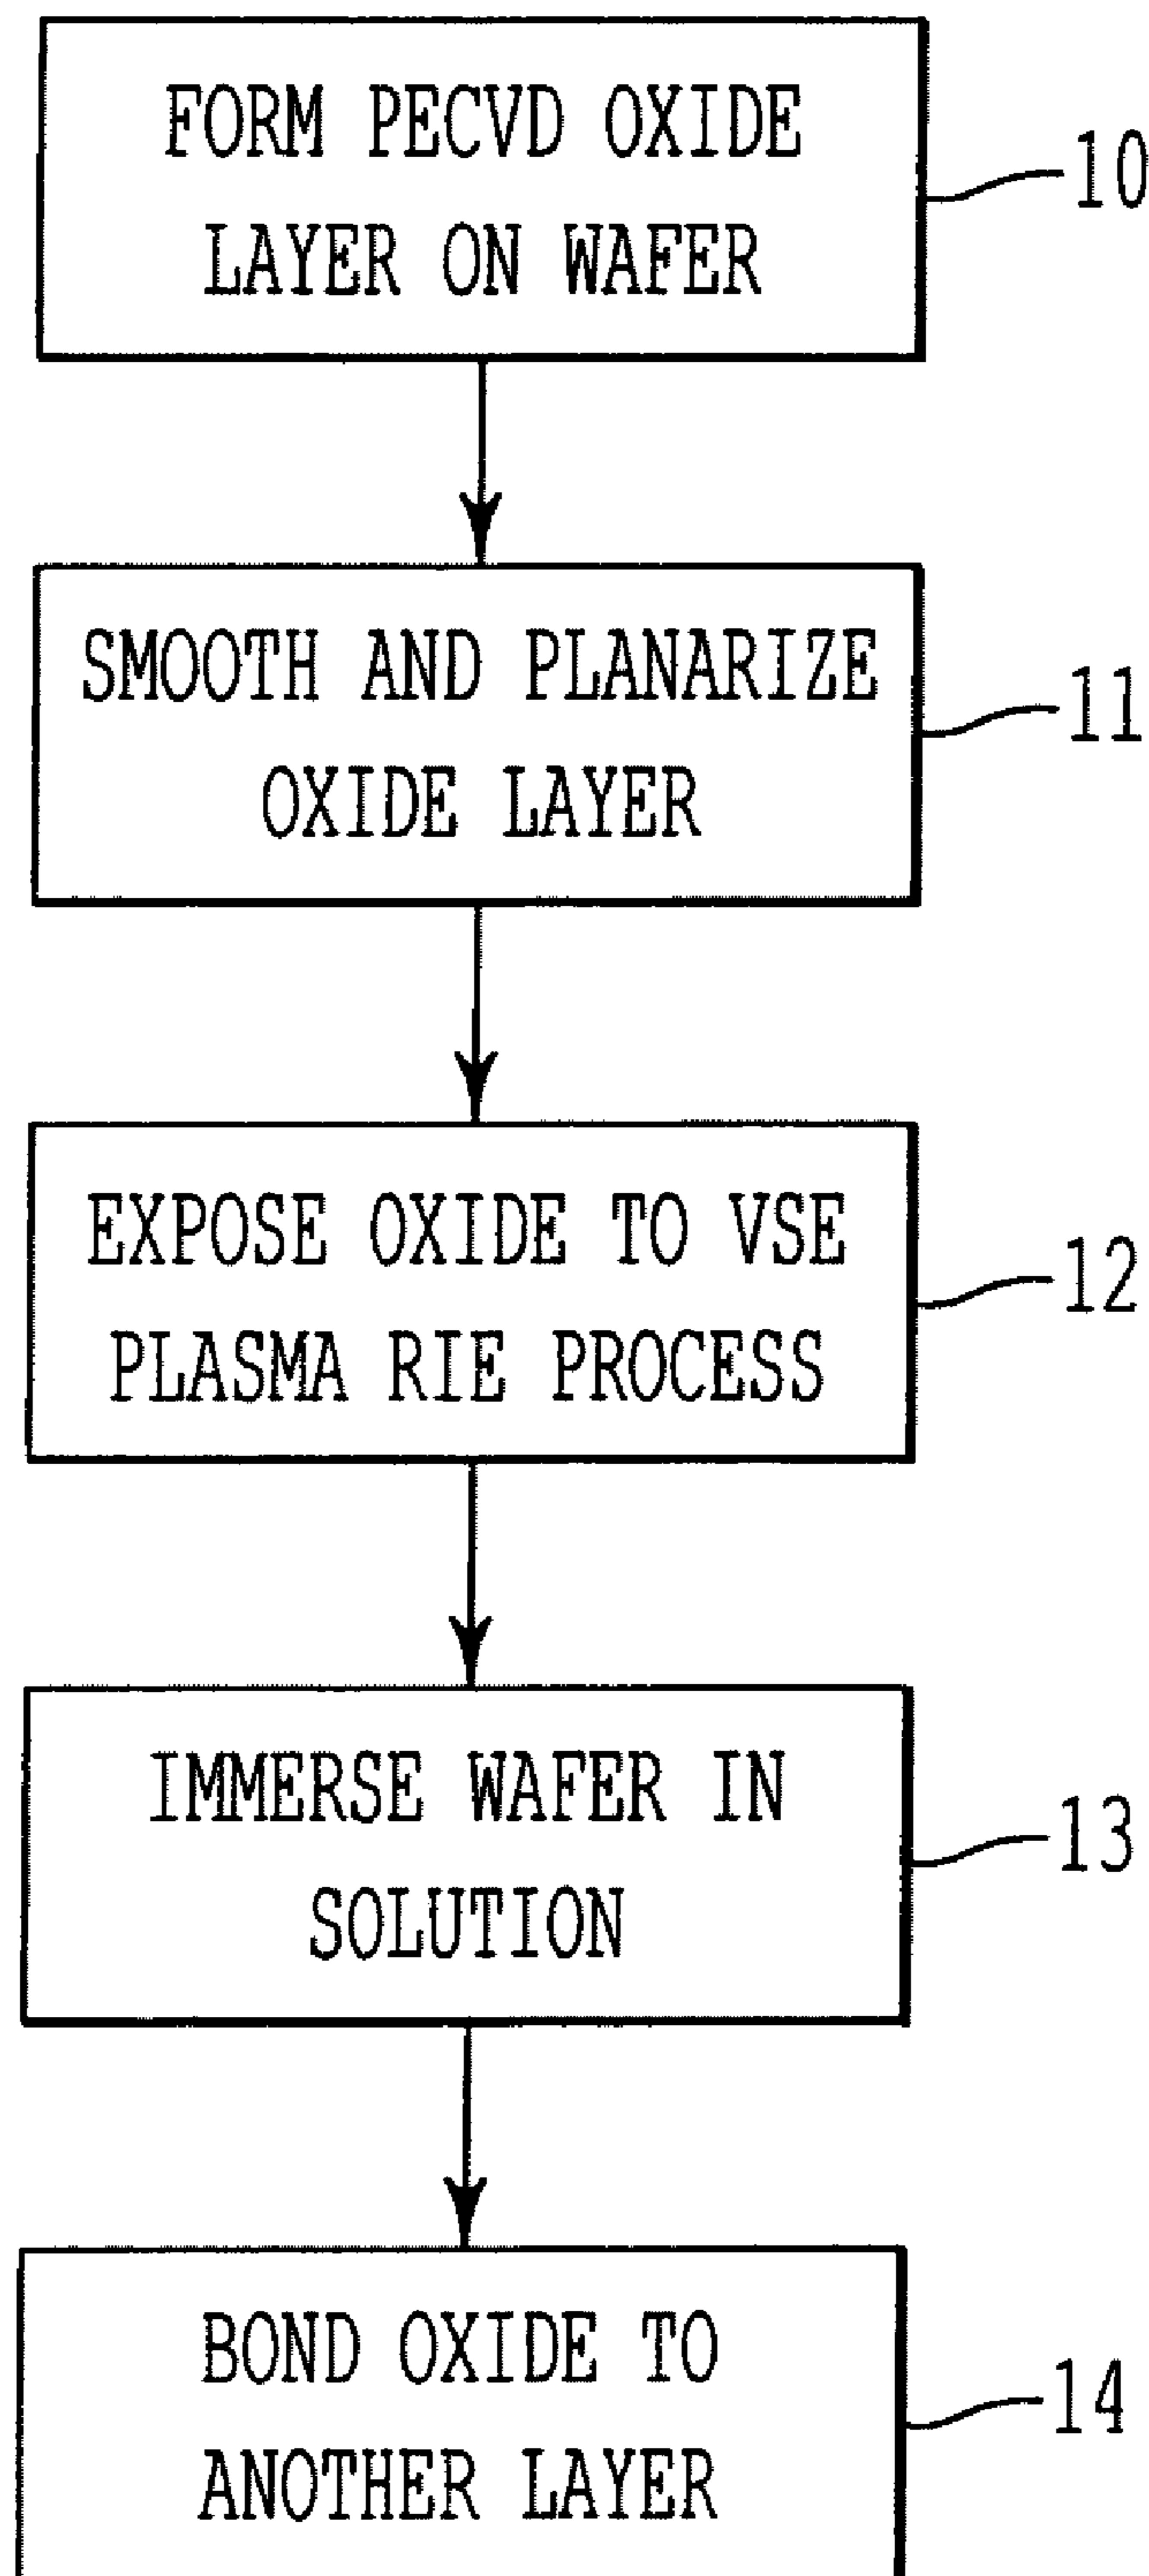 FORM PECVD OXIDE
LAYER ON WAFER
10
SMOOTH AND PLANARIZE
OXIDE LAYER
11
EXPOSE OXIDE TO VSE
PLASMA RIE PROCESS
12
IMMERSE WAFER IN
SOLUTION
13
BOND OXIDE TO
ANOTHER LAYER
14